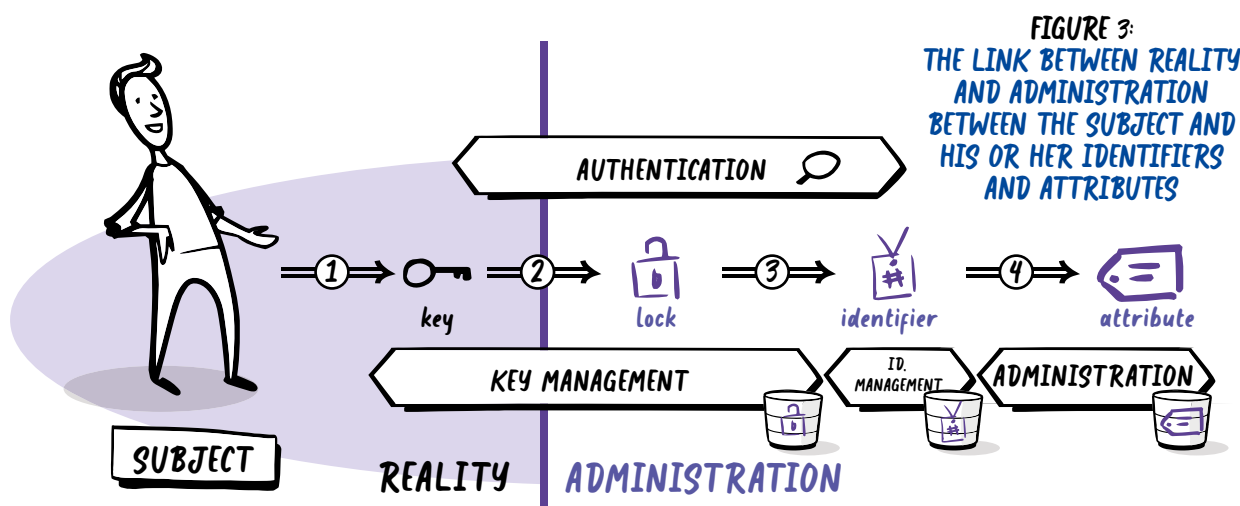 FIGURE 3:
THE LINK BETWEEN REALITY
AND ADMINISTRATION
BETWEEN THE SUBJECT AND
HIS OR HER IDENTIFIERS
AND ATTRIBUTES
AUTHENTICATION
1
2
3
4
#
key
lock
identifier
attribute
KEY MANAGEMENT
ID.
MANAGEMENT
ADMINISTRATION
#
SUBJECT
REALITY
ADMINISTRATION